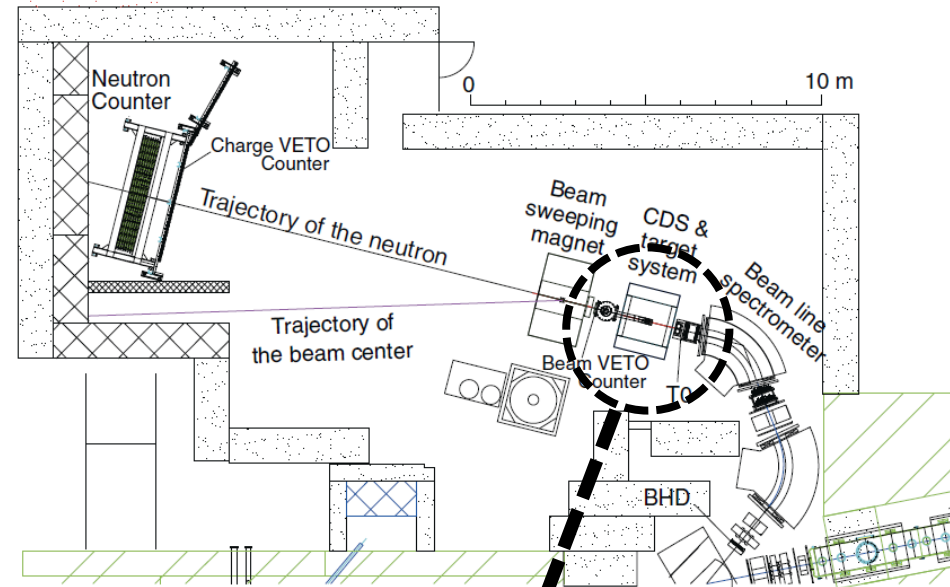 Neutron
Counter
0
10 m
Charge VETO
Counter
Trajectory of the neutron
Beam
sweeping
magnet
CDS &
target
system
Beam line
spectrometer
Trajectory of
the beam center
Beam VETO
Counter
T0
BHD